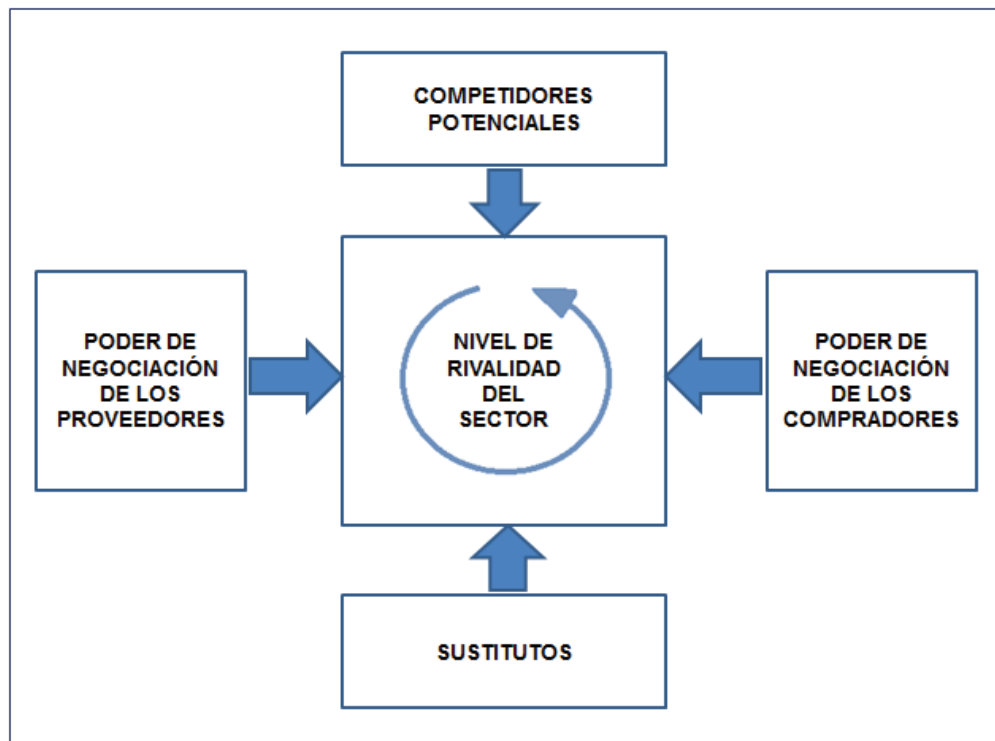 COMPETIDORES
POTENCIALES
PODER DE
NEGOCIACIÓN
DE LOS
PROVEEDORES
NIVEL DE
RIVALIDAD
DEL
SECTOR
PODER DE
NEGOCIACIÓN
DE LOS
COMPRADORES
SUSTITUTOS